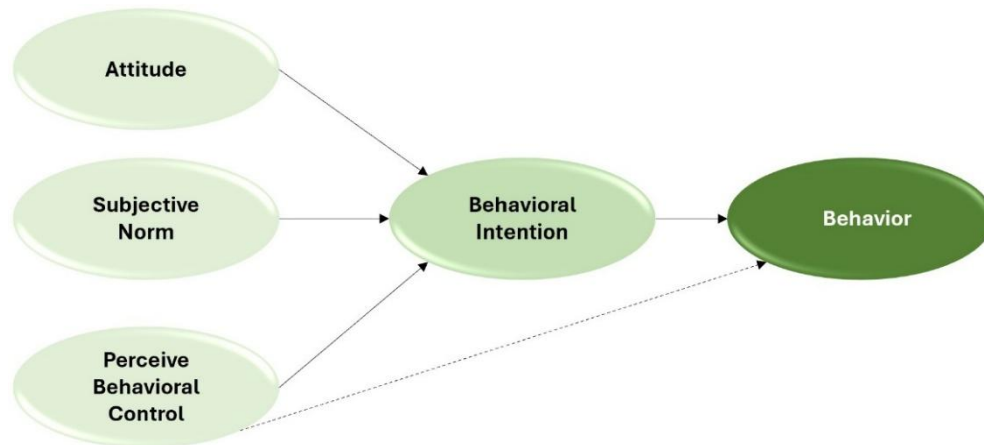 Attitude
Subjective
Norm
Behavioral
Intention
Behavior
Perceive
Behavioral
Control